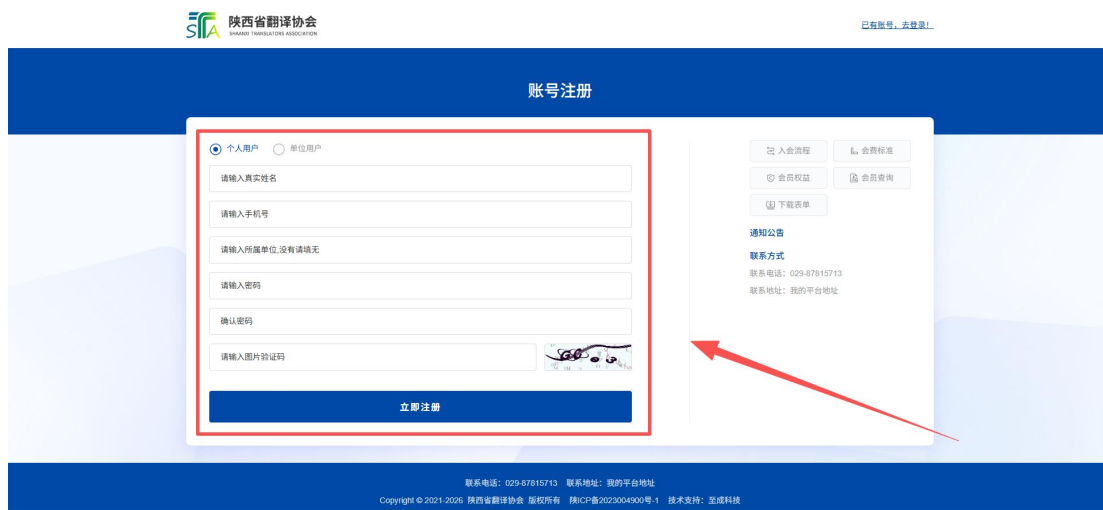 陕西省翻译协会
SHAANXI TRANSLATORS ASSOCIATION
已有账号，去登录！
账号注册
个人用户 单位用户
请输入真实姓名
请输入手机号
请输入所属单位,没有请填无
请输入密码
确认密码
请输入图片验证码
立即注册
入会流程 会费标准
会员权益 会员查询
下载表单
通知公告
联系方式
联系电话：029-87815713
联系地址：我的平台地址
联系电话：029-87815713 联系地址：我的平台地址
Copyright © 2021-2026 陕西省翻译协会 版权所有 陕ICP备2023004900号-1 技术支持：至成科技